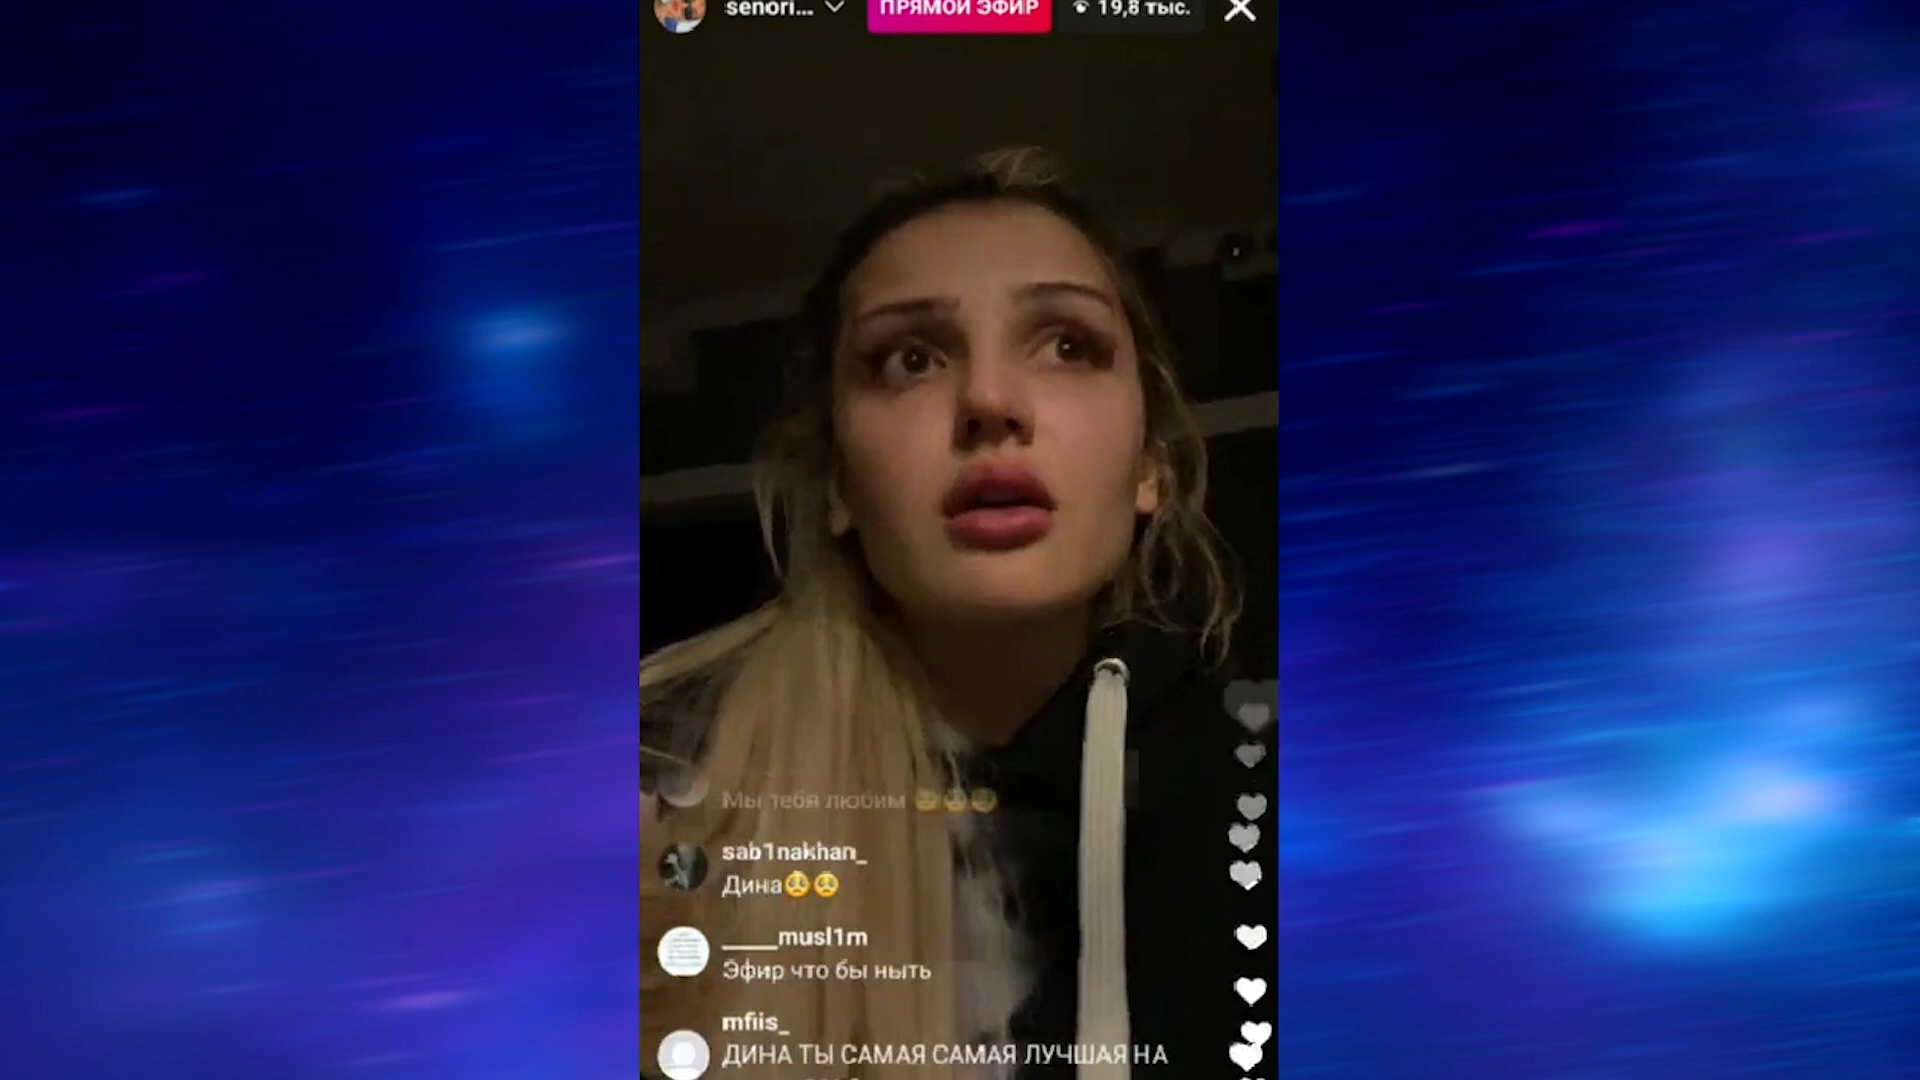 senori...
ПРЯМОЙ ЭФИР
19,8 тыс.
Мы тебя любим 🥺🥺🥺
sab1nakhan_
Дина🥺🥺
_____musl1m
Эфир что бы ныть
mfiis_
ДИНА ТЫ САМАЯ САМАЯ ЛУЧШАЯ НА